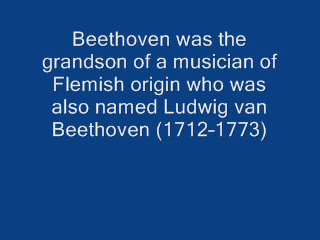 Beethoven was the
grandson of a musician of
Flemish origin who was
also named Ludwig van
Beethoven (1712–1773)